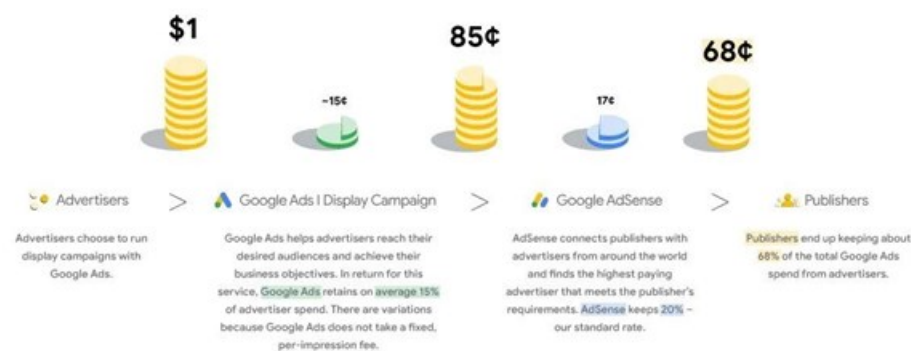 $1
~15¢
85¢
17¢
68¢
Advertisers
>
Google Ads | Display Campaign
>
Google AdSense
>
Publishers
Advertisers choose to run
display campaigns with
Google Ads.
Google Ads helps advertisers reach their
desired audiences and achieve their
business objectives. In return for this
service, Google Ads retains on average 15%
of advertiser spend. There are variations
because Google Ads does not take a fixed,
per-impression fee.
AdSense connects publishers with
advertisers from around the world
and finds the highest paying
advertiser that meets the publisher's
requirements. AdSense keeps 20% –
our standard rate.
Publishers end up keeping about
68% of the total Google Ads
spend from advertisers.